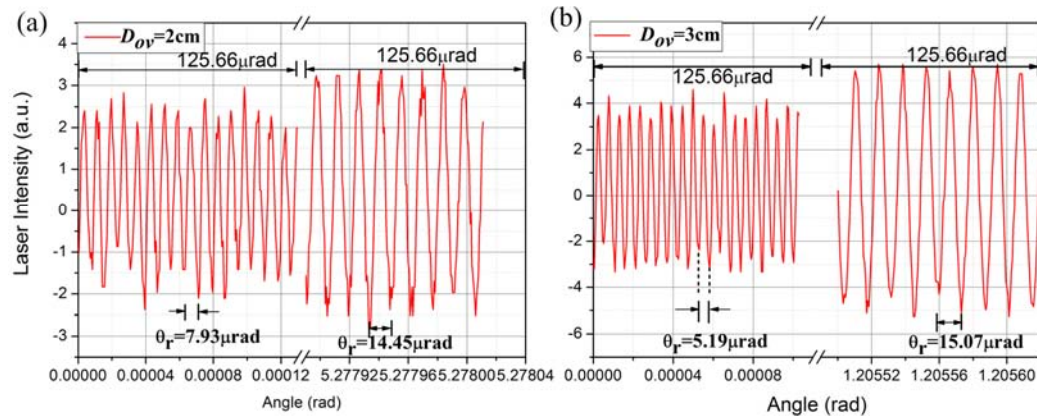 (a)
D_ov=2cm
125.66μrad
125.66μrad
Laser Intensity (a.u.)
4
3
2
1
0
-1
-2
-3
θr=7.93μrad
θr=14.45μrad
0.00000 0.00004 0.00008 0.00012 5.27792 5.27796 5.27800 5.27804
Angle (rad)
(b)
D_ov=3cm
125.66μrad
125.66μrad
6
4
2
0
-2
-4
-6
θr=5.19μrad
θr=15.07μrad
0.00000 0.00004 0.00008 1.20552 1.20556 1.20560
Angle (rad)